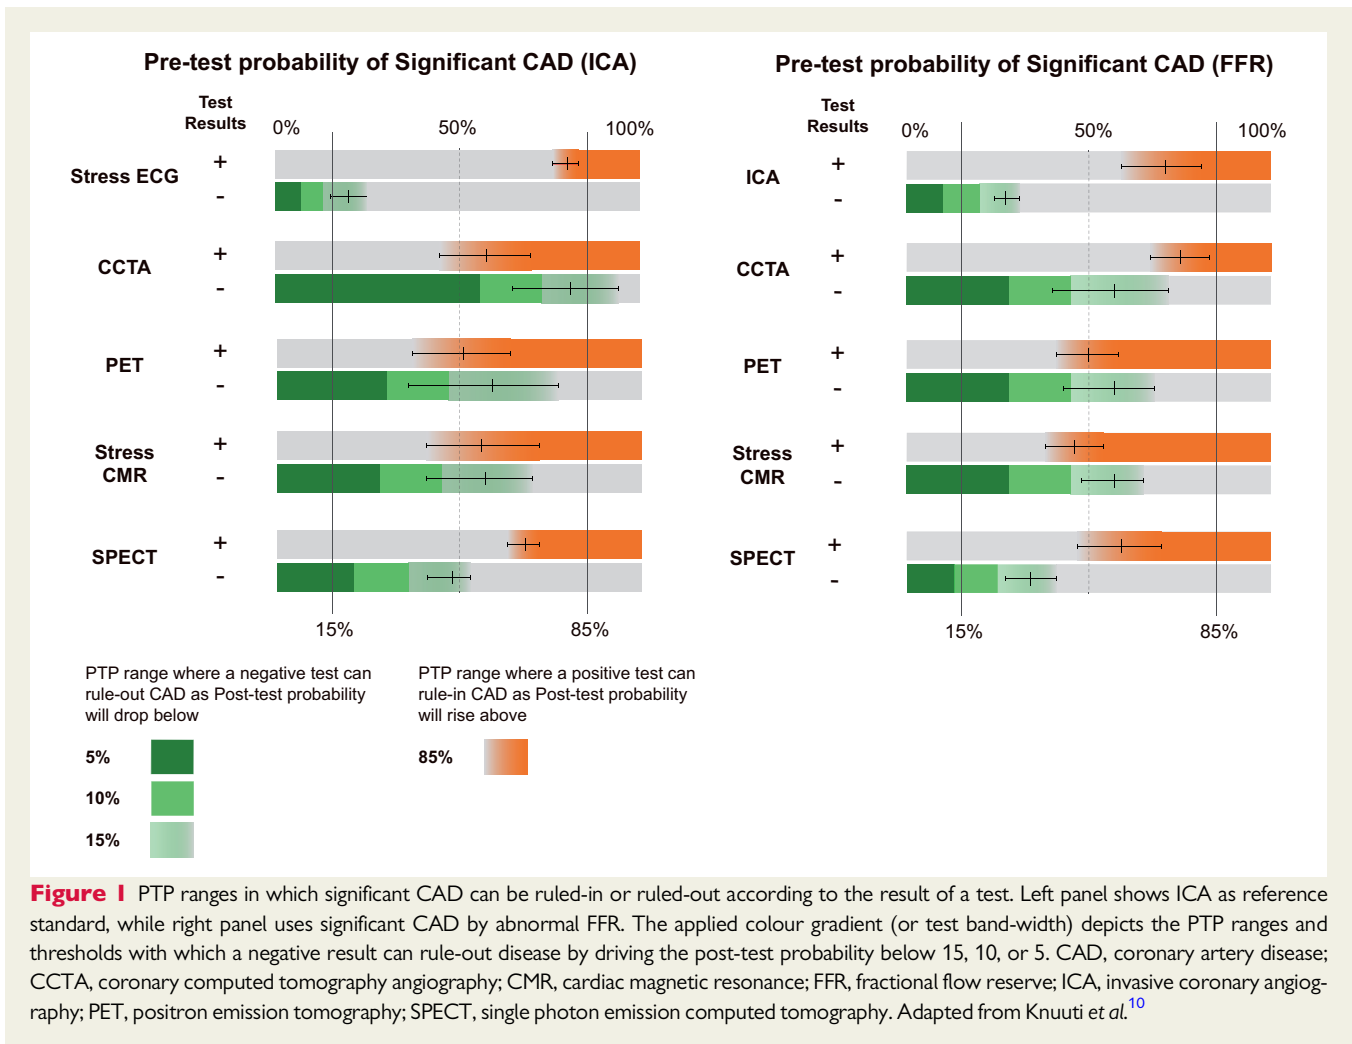 Pre-test probability of Significant CAD (ICA)
Test
Results
0% 50% 100%
Stress ECG
+
-
CCTA
+
-
PET
+
-
Stress
CMR
+
-
SPECT
+
-
15% 85%
Pre-test probability of Significant CAD (FFR)
Test
Results
0% 50% 100%
ICA
+
-
CCTA
+
-
PET
+
-
Stress
CMR
+
-
SPECT
+
-
15% 85%
PTP range where a negative test can
rule-out CAD as Post-test probability
will drop below
5%
10%
15%
PTP range where a positive test can
rule-in CAD as Post-test probability
will rise above
85%
Figure 1 PTP ranges in which significant CAD can be ruled-in or ruled-out according to the result of a test. Left panel shows ICA as reference
standard, while right panel uses significant CAD by abnormal FFR. The applied colour gradient (or test band-width) depicts the PTP ranges and
thresholds with which a negative result can rule-out disease by driving the post-test probability below 15, 10, or 5. CAD, coronary artery disease;
CCTA, coronary computed tomography angiography; CMR, cardiac magnetic resonance; FFR, fractional flow reserve; ICA, invasive coronary angiog-
raphy; PET, positron emission tomography; SPECT, single photon emission computed tomography. Adapted from Knuuti et al.10